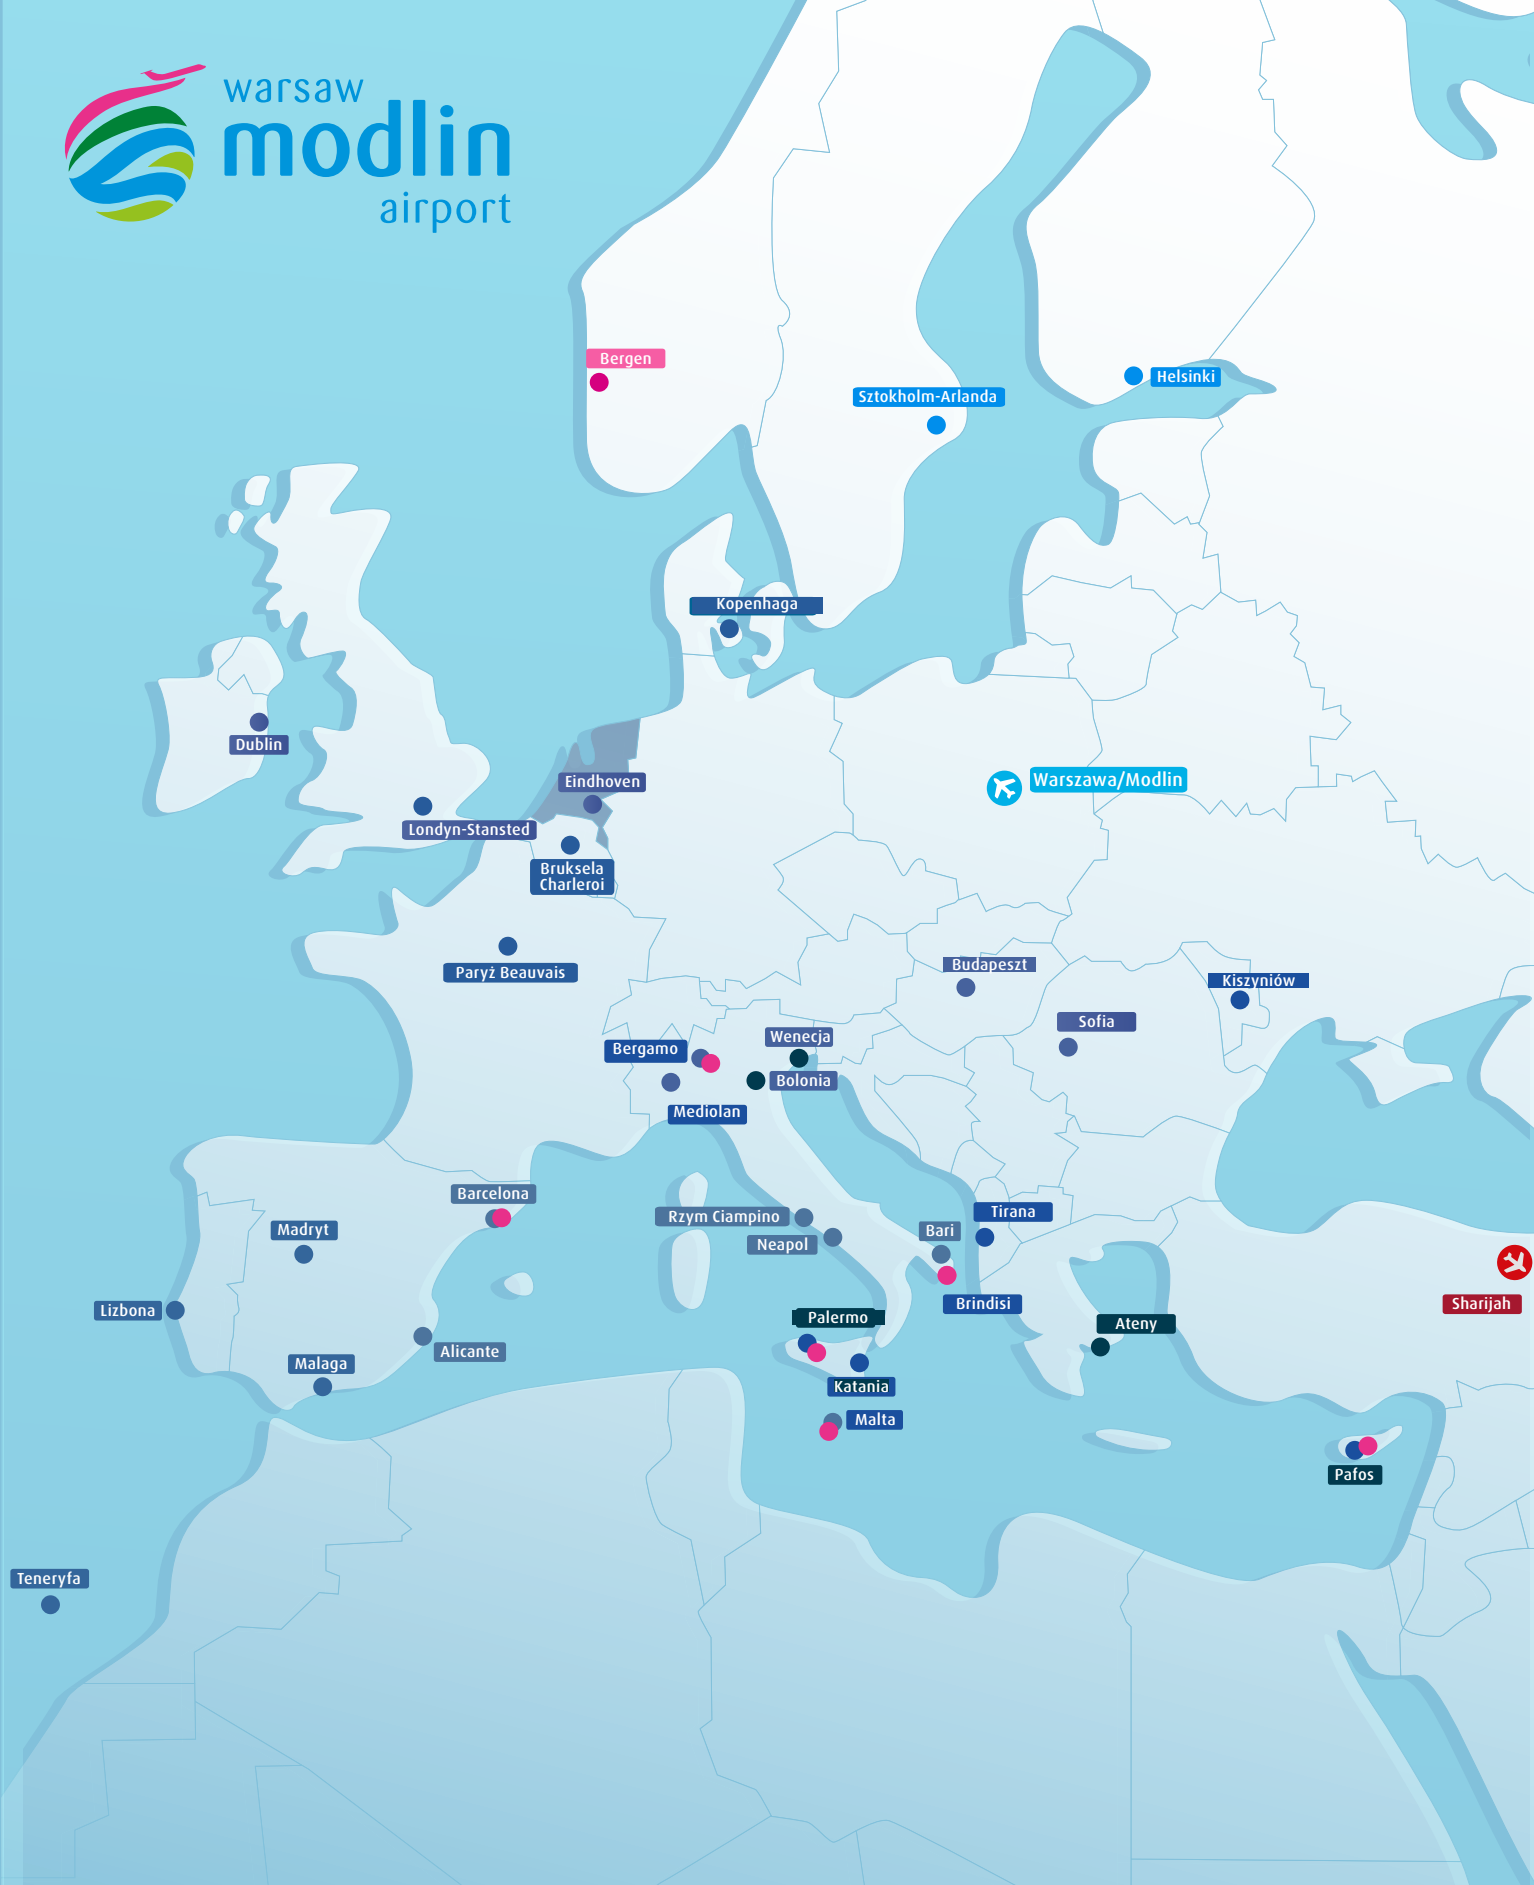 warsaw
modlin
airport
Bergen
Helsinki
Sztokholm-Arlanda
Kopenhaga
Dublin
Eindhoven
Warszawa/Modlin
Londyn-Stansted
Bruksela
Charleroi
Paryż Beauvais
Budapeszt
Kiszyniów
Sofia
Wenecja
Bergamo
Bolonia
Mediolan
Barcelona
Rzym Ciampino
Tirana
Madryt
Bari
Neapol
Lizbona
Brindisi
Sharijah
Palermo
Ateny
Alicante
Malaga
Katania
Malta
Pafos
Teneryfa